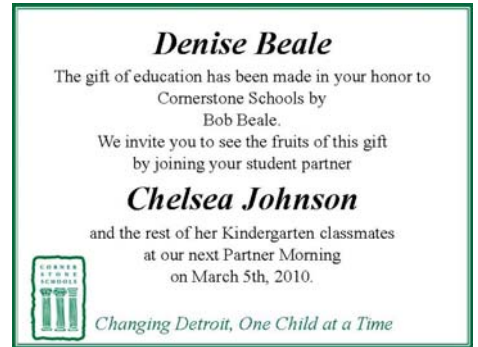 Denise Beale
The gift of education has been made in your honor to
Cornerstone Schools by
Bob Beale.
We invite you to see the fruits of this gift
by joining your student partner
Chelsea Johnson
and the rest of her Kindergarten classmates
at our next Partner Morning
on March 5th, 2010.
CORNER
STONE
SCHOOLS
Changing Detroit, One Child at a Time